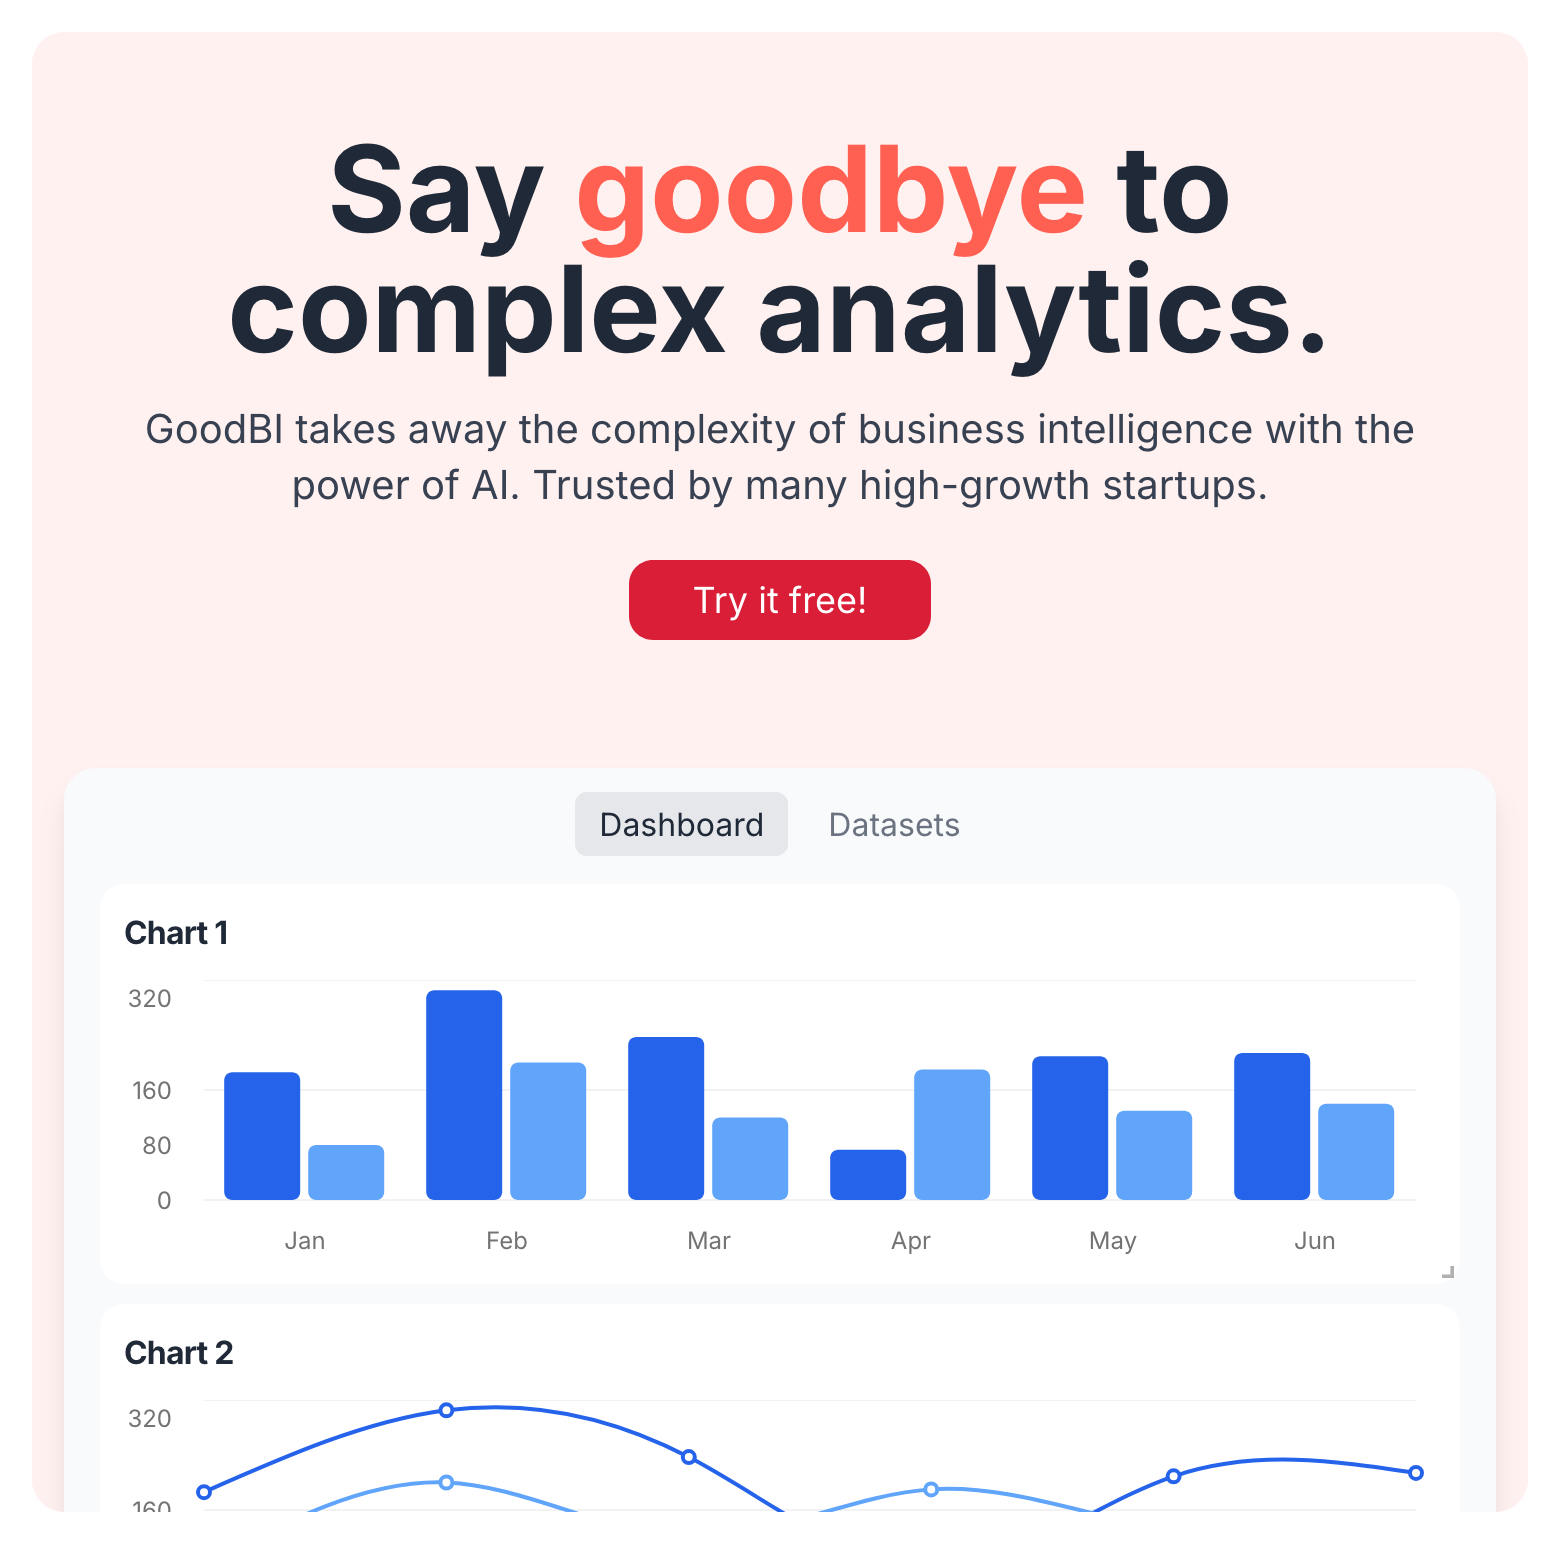 Say goodbye to
complex analytics.
GoodBI takes away the complexity of business intelligence with the
power of AI. Trusted by many high-growth startups.
Try it free!
Dashboard Datasets
Chart 1
320
160
80
0
Jan Feb Mar Apr May Jun
Chart 2
320
160